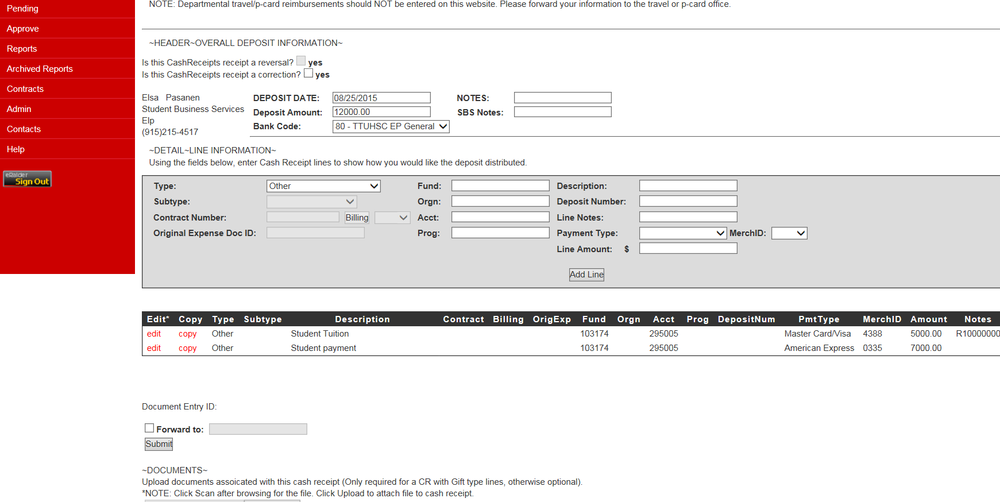 Pending
Approve
Reports
Archived Reports
Contracts
Admin
Contacts
Help
eRaider
Sign Out
NOTE: Departmental travel/p-card reimbursements should NOT be entered on this website. Please forward your information to the travel or p-card office.
~HEADER~OVERALL DEPOSIT INFORMATION~
Is this CashReceipts receipt a reversal? yes
Is this CashReceipts receipt a correction? yes
Elsa Pasanen
Student Business Services
Elp
(915)215-4517
DEPOSIT DATE: 08/25/2015 NOTES:
Deposit Amount: 12000.00 SBS Notes:
Bank Code: 80 - TTUHSC EP General
~DETAIL~LINE INFORMATION~
Using the fields below, enter Cash Receipt lines to show how you would like the deposit distributed.
Type: Other Fund: Description:
Subtype: Orgn: Deposit Number:
Contract Number: Billing Acct: Line Notes:
Original Expense Doc ID: Prog: Payment Type: MerchID:
Line Amount: $
Add Line
Edit* Copy Type Subtype Description Contract Billing OrigExp Fund Orgn Acct Prog DepositNum PmtType MerchID Amount Notes
edit copy Other Student Tuition 103174 295005 Master Card/Visa 4388 5000.00 R10000000
edit copy Other Student payment 103174 295005 American Express 0335 7000.00
Document Entry ID:
Forward to:
Submit
~DOCUMENTS~
Upload documents assoicated with this cash receipt (Only required for a CR with Gift type lines, otherwise optional).
*NOTE: Click Scan after browsing for the file. Click Upload to attach file to cash receipt.